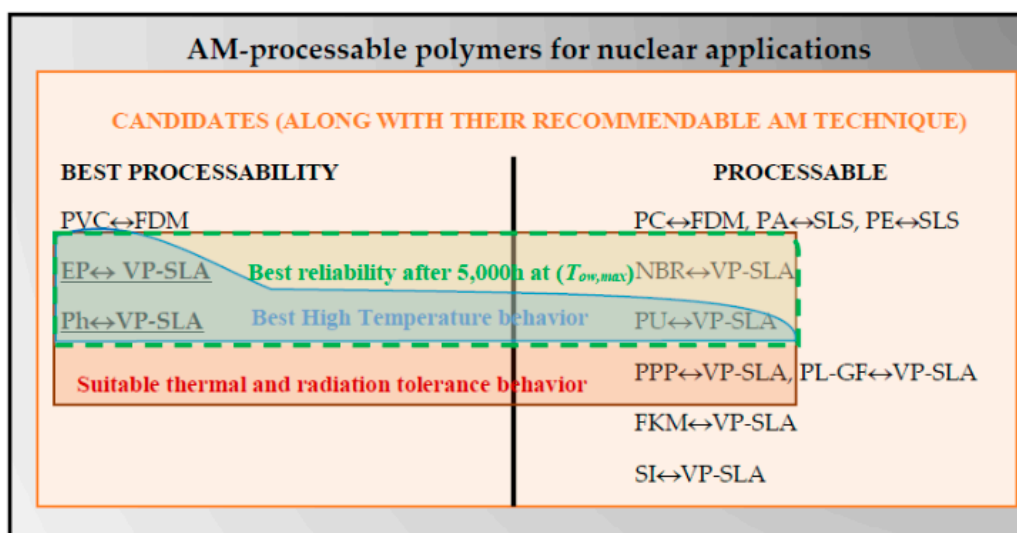 AM-processable polymers for nuclear applications
CANDIDATES (ALONG WITH THEIR RECOMMENDABLE AM TECHNIQUE)
BEST PROCESSABILITY
PVC↔FDM
EP↔ VP-SLA
Ph↔VP-SLA
Best reliability after 5,000h at (Tow,max)
Best High Temperature behavior
Suitable thermal and radiation tolerance behavior
PROCESSABLE
PC↔FDM, PA↔SLS, PE↔SLS
NBR↔VP-SLA
PU↔VP-SLA
PPP↔VP-SLA, PL-GF↔VP-SLA
FKM↔VP-SLA
SI↔VP-SLA